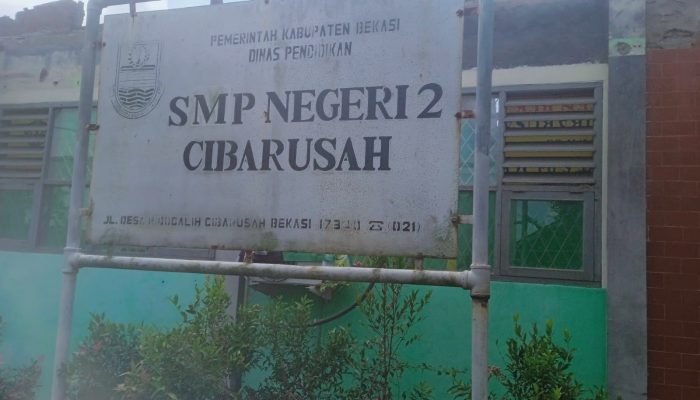 PEMERINTAH KABUPATEN BEKASI
DINAS PENDIDIKAN
SMP NEGERI 2
CIBARUSAH
JL. DESA CIBARUSAH BEKASI 17340 ☎ (021)